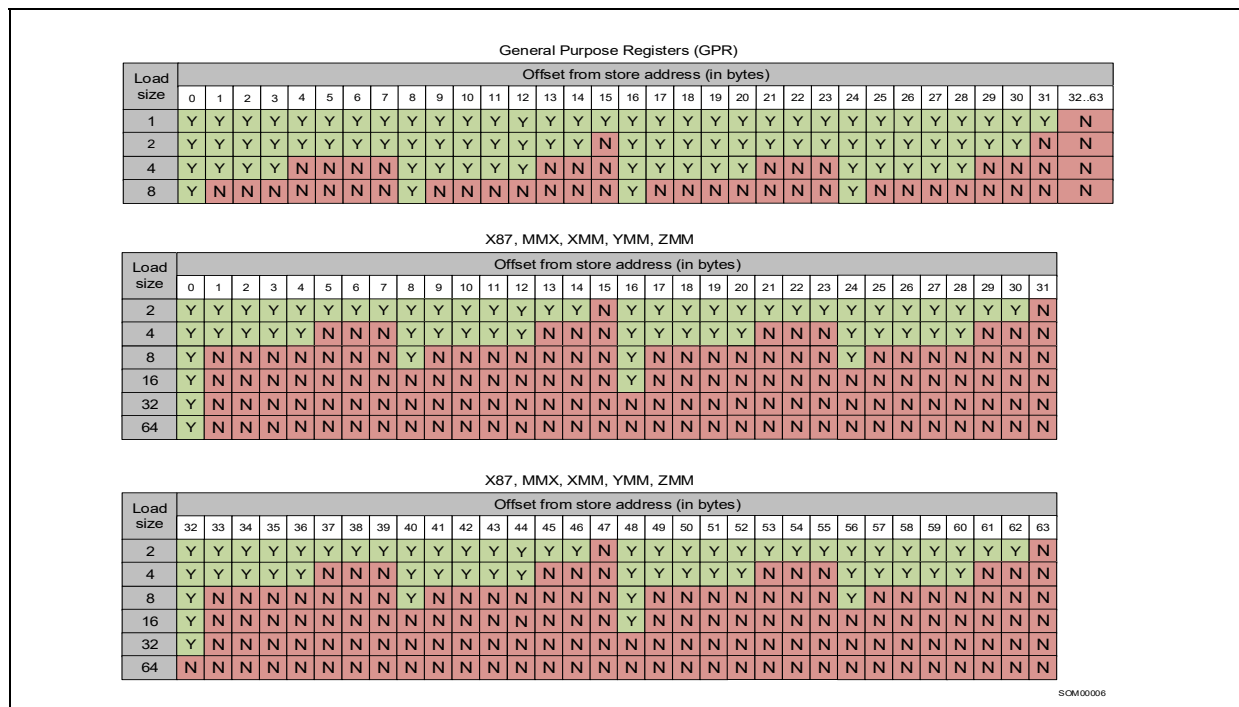 General Purpose Registers (GPR)
Load size Offset from store address (in bytes)
0 1 2 3 4 5 6 7 8 9 10 11 12 13 14 15 16 17 18 19 20 21 22 23 24 25 26 27 28 29 30 31 32..63
1 Y Y Y Y Y Y Y Y Y Y Y Y Y Y Y Y Y Y Y Y Y Y Y Y Y Y Y Y Y Y Y Y N
2 Y Y Y Y Y Y Y Y Y Y Y Y Y Y Y N Y Y Y Y Y Y Y Y Y Y Y Y Y Y Y N N
4 Y Y Y Y N N N N Y Y Y Y Y N N N Y Y Y Y Y N N N Y Y Y Y Y N N N N
8 Y N N N N N N N Y N N N N N N N Y N N N N N N N Y N N N N N N N N
X87, MMX, XMM, YMM, ZMM
Load size Offset from store address (in bytes)
0 1 2 3 4 5 6 7 8 9 10 11 12 13 14 15 16 17 18 19 20 21 22 23 24 25 26 27 28 29 30 31
2 Y Y Y Y Y Y Y Y Y Y Y Y Y Y Y N Y Y Y Y Y Y Y Y Y Y Y Y Y Y Y N
4 Y Y Y Y Y N N N Y Y Y Y Y N N N Y Y Y Y Y N N N Y Y Y Y Y N N N
8 Y N N N N N N N Y N N N N N N N Y N N N N N N N Y N N N N N N N
16 Y N N N N N N N N N N N N N N N Y N N N N N N N N N N N N N N N
32 Y N N N N N N N N N N N N N N N N N N N N N N N N N N N N N N N
64 Y N N N N N N N N N N N N N N N N N N N N N N N N N N N N N N N
X87, MMX, XMM, YMM, ZMM
Load size Offset from store address (in bytes)
32 33 34 35 36 37 38 39 40 41 42 43 44 45 46 47 48 49 50 51 52 53 54 55 56 57 58 59 60 61 62 63
2 Y Y Y Y Y Y Y Y Y Y Y Y Y Y Y N Y Y Y Y Y Y Y Y Y Y Y Y Y Y Y N
4 Y Y Y Y Y N N N Y Y Y Y Y N N N Y Y Y Y Y N N N Y Y Y Y Y N N N
8 Y N N N N N N N Y N N N N N N N Y N N N N N N N Y N N N N N N N
16 Y N N N N N N N N N N N N N N N Y N N N N N N N N N N N N N N N
32 Y N N N N N N N N N N N N N N N N N N N N N N N N N N N N N N N
64 N N N N N N N N N N N N N N N N N N N N N N N N N N N N N N N N
SOM00006